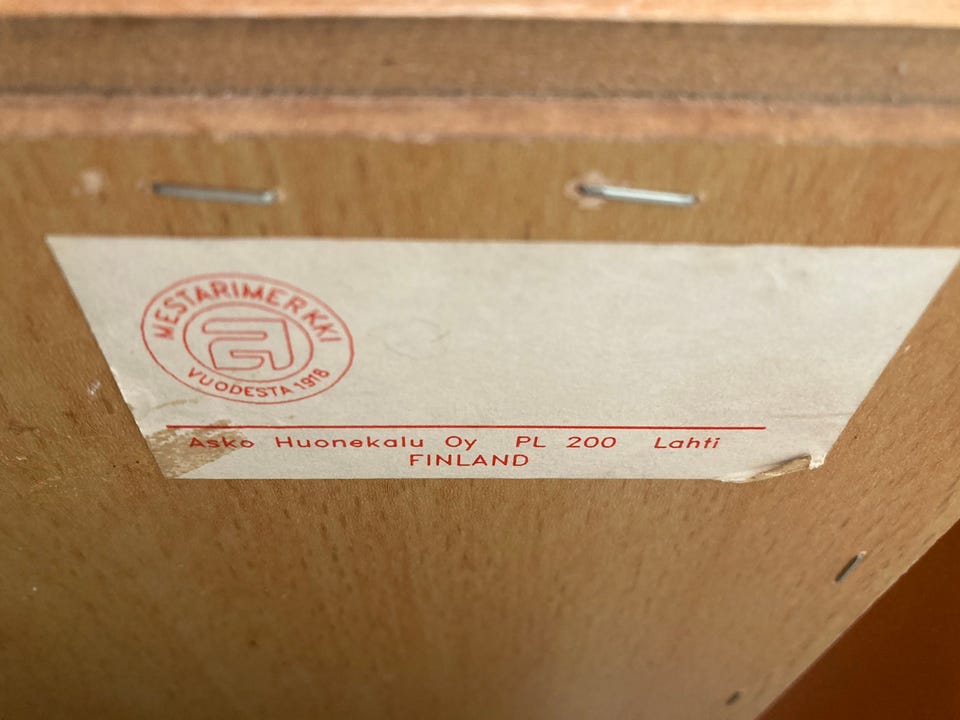 MESTARIMERKKI
VUODESTA 1918
Asko Huonekalu Oy PL 200 Lahti
FINLAND